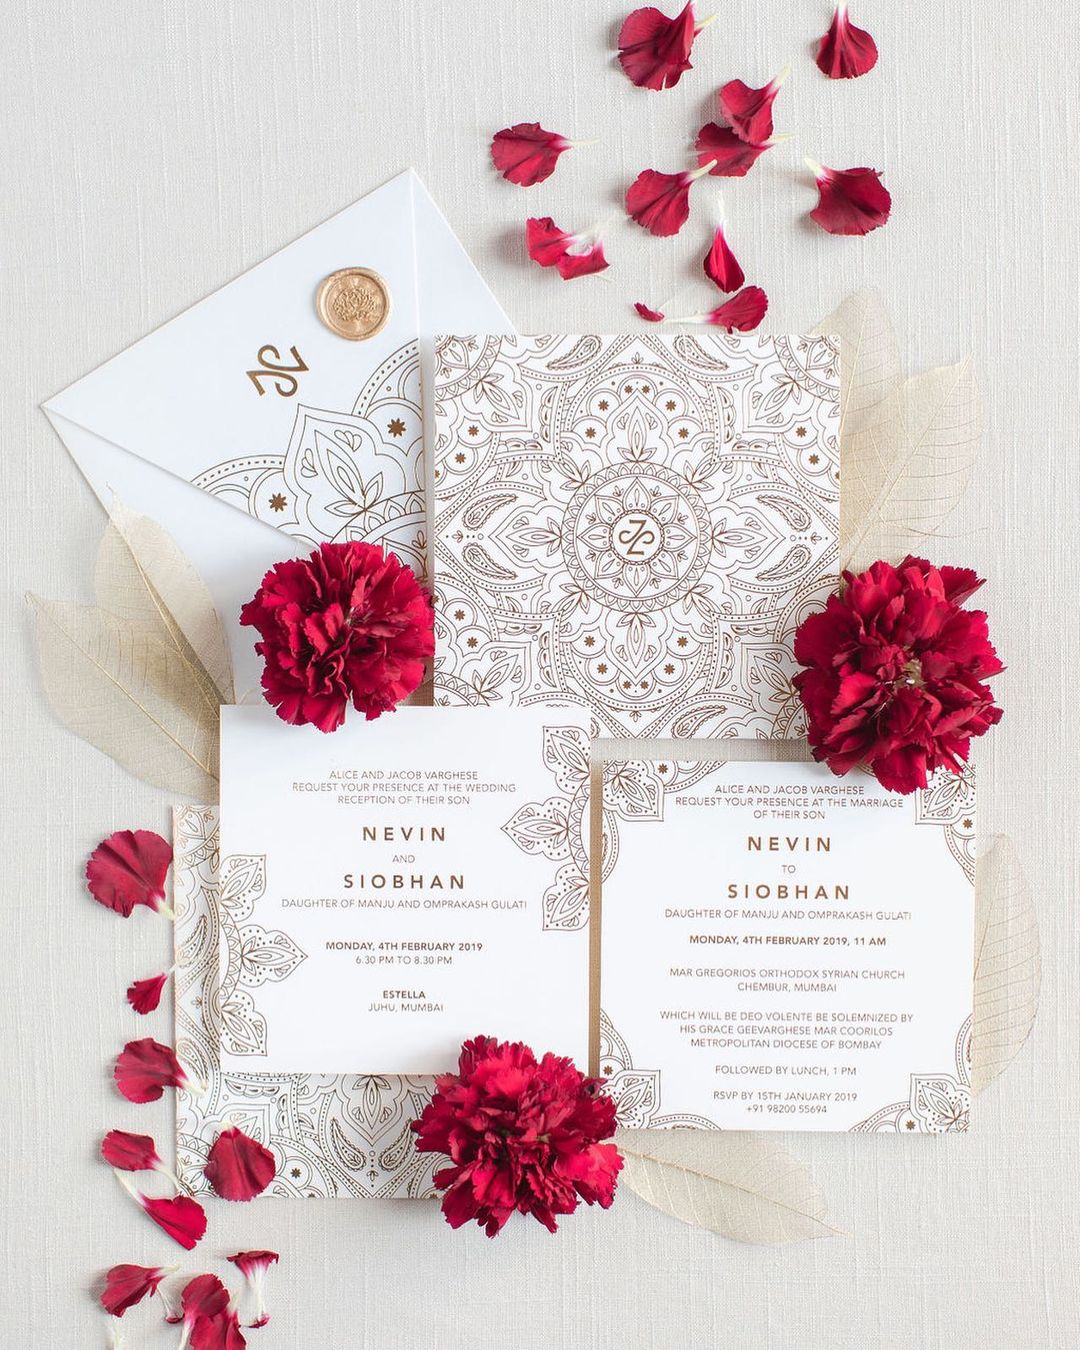 ALICE AND JACOB VARGHESE
REQUEST YOUR PRESENCE AT THE WEDDING
RECEPTION OF THEIR SON
NEVIN
AND
SIOBHAN
DAUGHTER OF MANJU AND OMPRAKASH GULATI
MONDAY, 4TH FEBRUARY 2019
6.30 PM TO 8.30 PM
ESTELLA
JUHU, MUMBAI
ALICE AND JACOB VARGHESE
REQUEST YOUR PRESENCE AT THE MARRIAGE
OF THEIR SON
NEVIN
TO
SIOBHAN
DAUGHTER OF MANJU AND OMPRAKASH GULATI
MONDAY, 4TH FEBRUARY 2019, 11 AM
MAR GREGORIOS ORTHODOX SYRIAN CHURCH
CHEMBUR, MUMBAI
WHICH WILL BE DEO VOLENTE BE SOLEMNIZED BY
HIS GRACE GEEVARGHESE MAR COORILOS
METROPOLITAN DIOCESE OF BOMBAY
FOLLOWED BY LUNCH, 1 PM
RSVP BY 15TH JANUARY 2019
+91 98200 55694